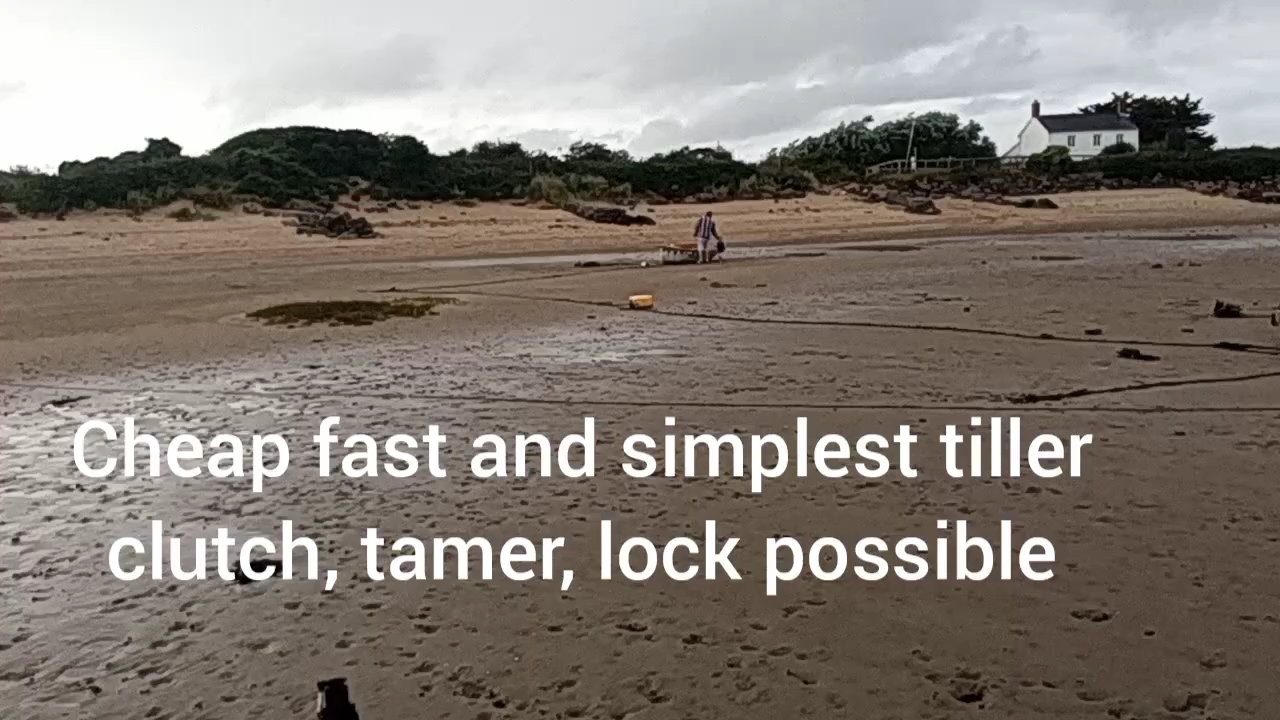 Cheap fast and simplest tiller
clutch, tamer, lock possible